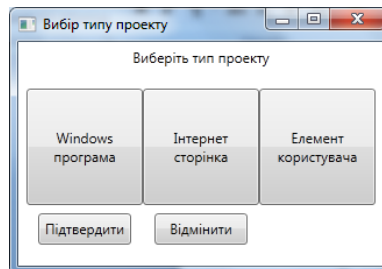 Вибір типу проекту
Виберіть тип проекту
Windows
програма
Інтернет
сторінка
Елемент
користувача
Підтвердити
Відмінити